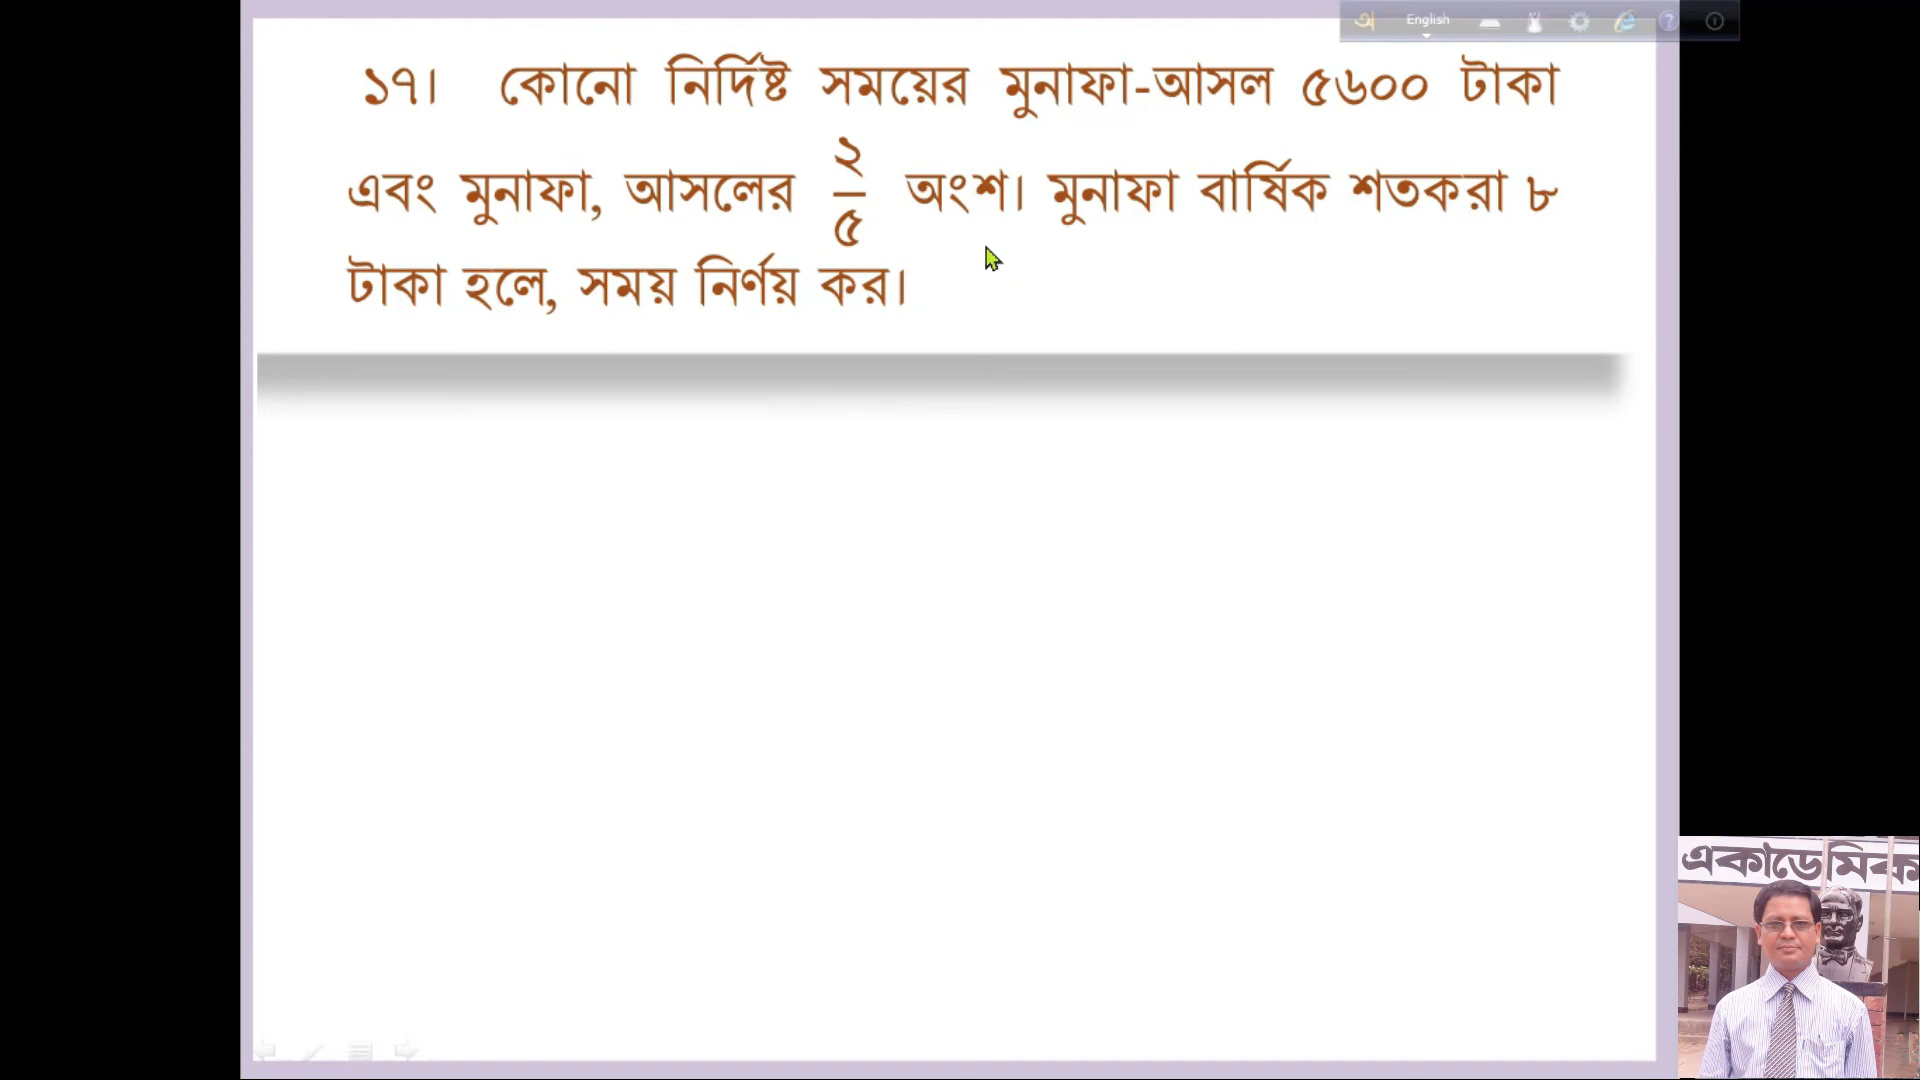 English
১৭। কোনো নির্দিষ্ট সময়ের মুনাফা-আসল ৫৬০০ টাকা
এবং মুনাফা, আসলের ২/৫ অংশ। মুনাফা বার্ষিক শতকরা ৮
টাকা হলে, সময় নির্ণয় কর।
একাডেমিক